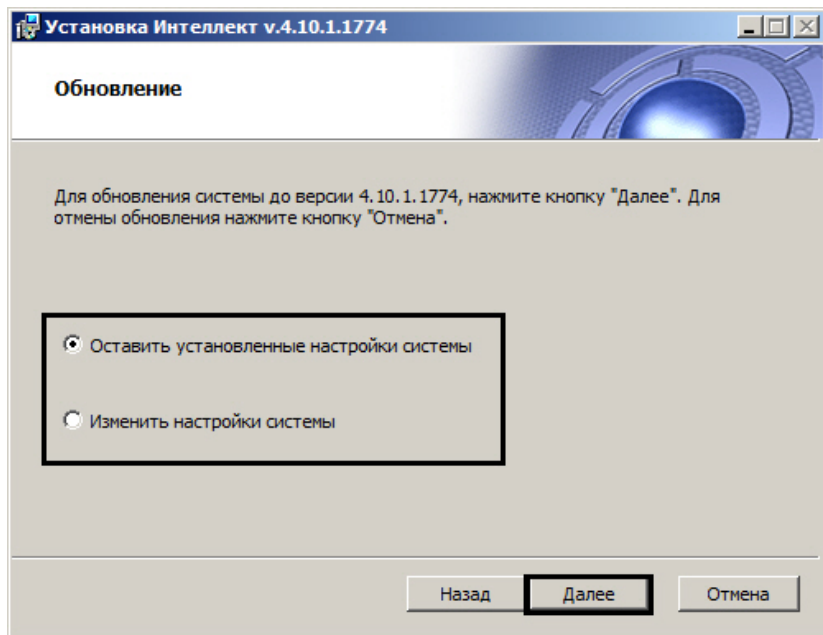 Установка Интеллект v.4.10.1.1774
Обновление
Для обновления системы до версии 4.10.1.1774, нажмите кнопку "Далее". Для
отмены обновления нажмите кнопку "Отмена".
Оставить установленные настройки системы
Изменить настройки системы
Назад
Далее
Отмена